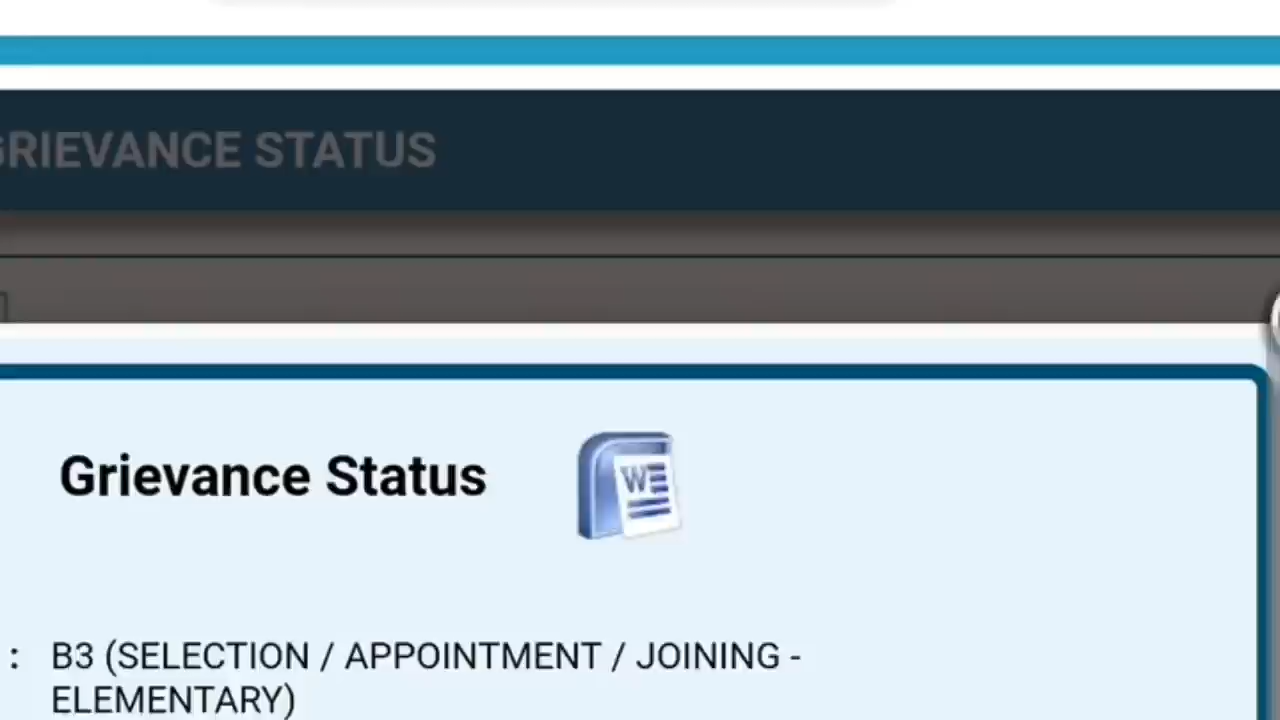 GRIEVANCE STATUS
Grievance Status
W
: B3 (SELECTION / APPOINTMENT / JOINING -
ELEMENTARY)